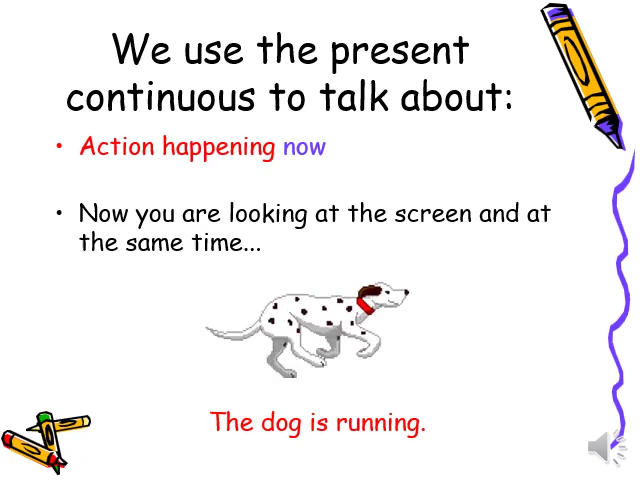 We use the present
continuous to talk about:
• Action happening now
• Now you are looking at the screen and at
the same time...
The dog is running.